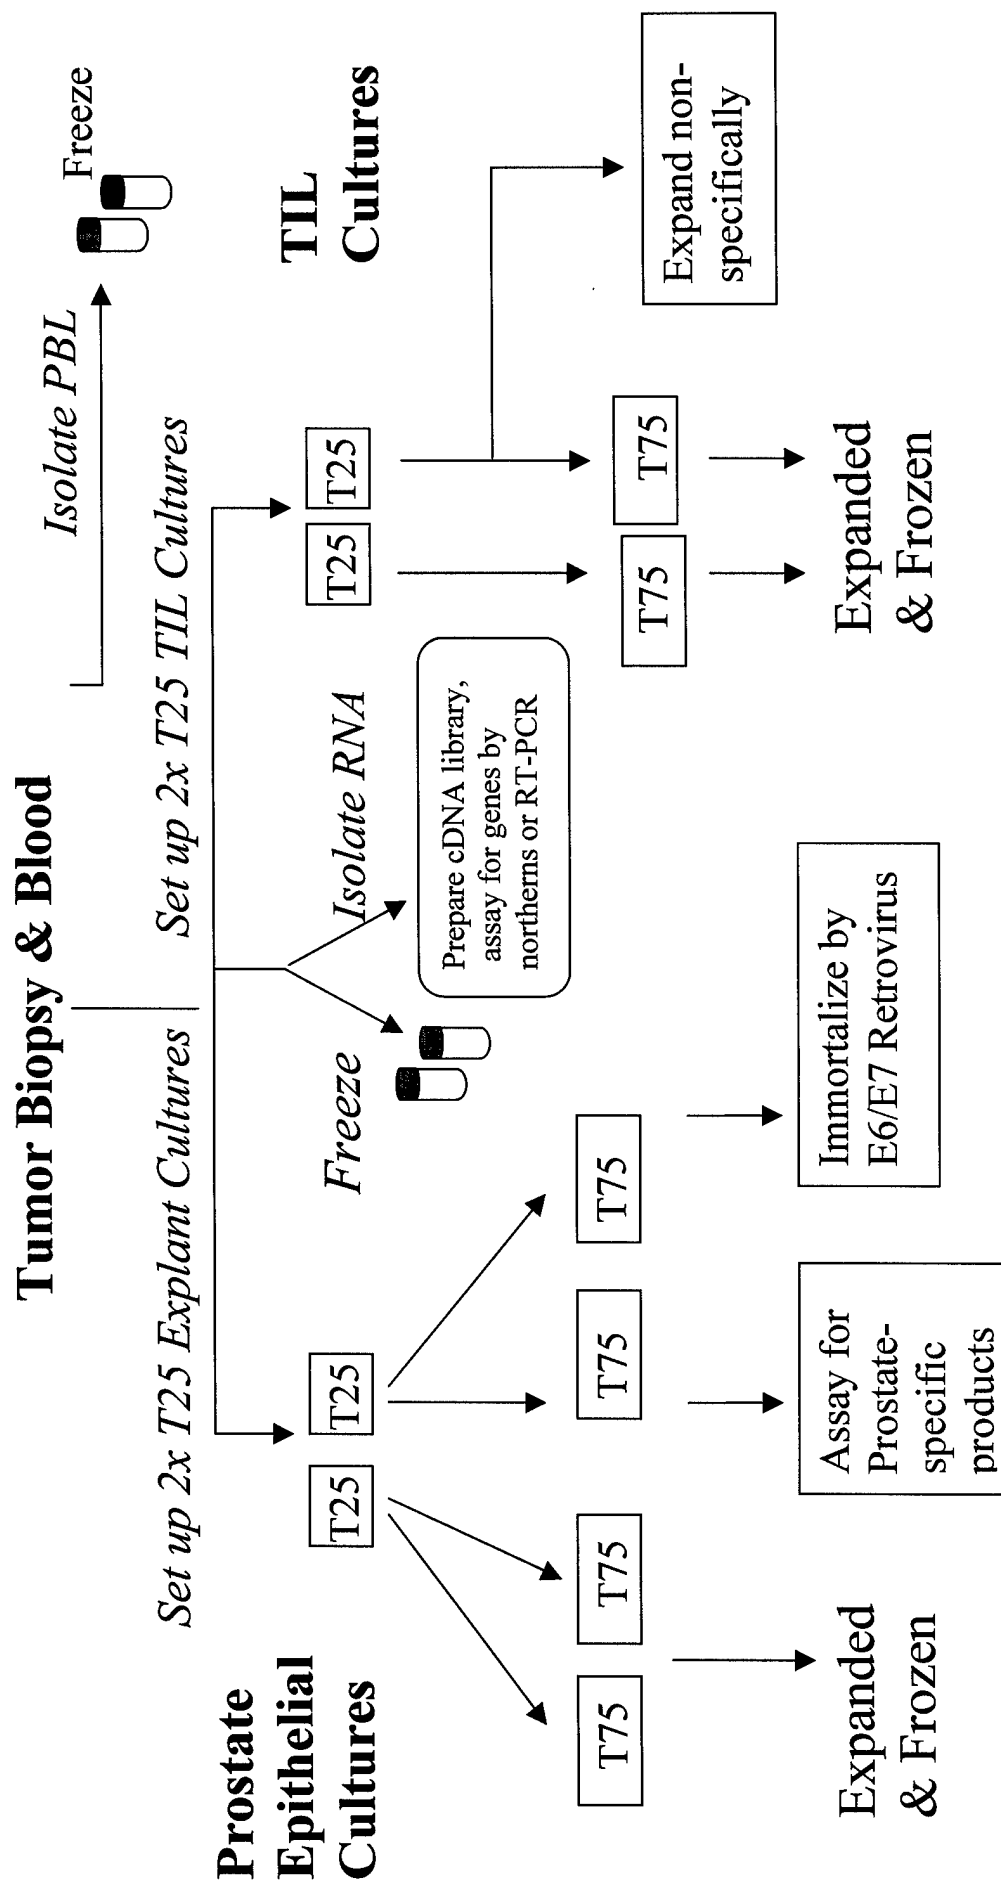 Tumor Biopsy & Blood
Isolate PBL
Freeze
Set up 2x T25 Explant Cultures
Set up 2x T25 TIL Cultures
Prostate
Epithelial
Cultures
TIL
Cultures
T25
T25
Freeze
Isolate RNA
T25
T25
Prepare cDNA library,
assay for genes by
northerns or RT-PCR
T75
T75
T75
T75
T75
T75
Expand non-
specifically
Expanded
& Frozen
Assay for
Prostate-
specific
products
Immortalize by
E6/E7 Retrovirus
Expanded
& Frozen